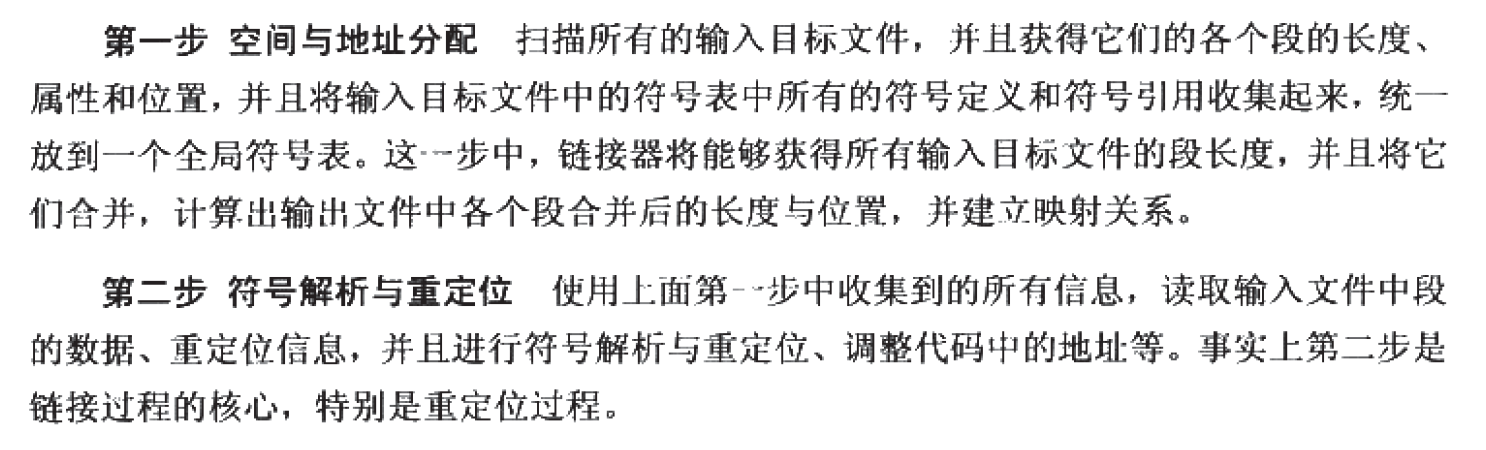 第一步 空间与地址分配 扫描所有的输入目标文件，并且获得它们的各个段的长度、
属性和位置，并且将输入目标文件中的符号表中所有的符号定义和符号引用收集起来，统一
放到一个全局符号表。这一步中，链接器将能够获得所有输入目标文件的段长度，并且将它
们合并，计算出输出文件中各个段合并后的长度与位置，并建立映射关系。
第二步 符号解析与重定位 使用上面第一步中收集到的所有信息，读取输入文件中段
的数据、重定位信息，并且进行符号解析与重定位、调整代码中的地址等。事实上第二步是
链接过程的核心，特别是重定位过程。